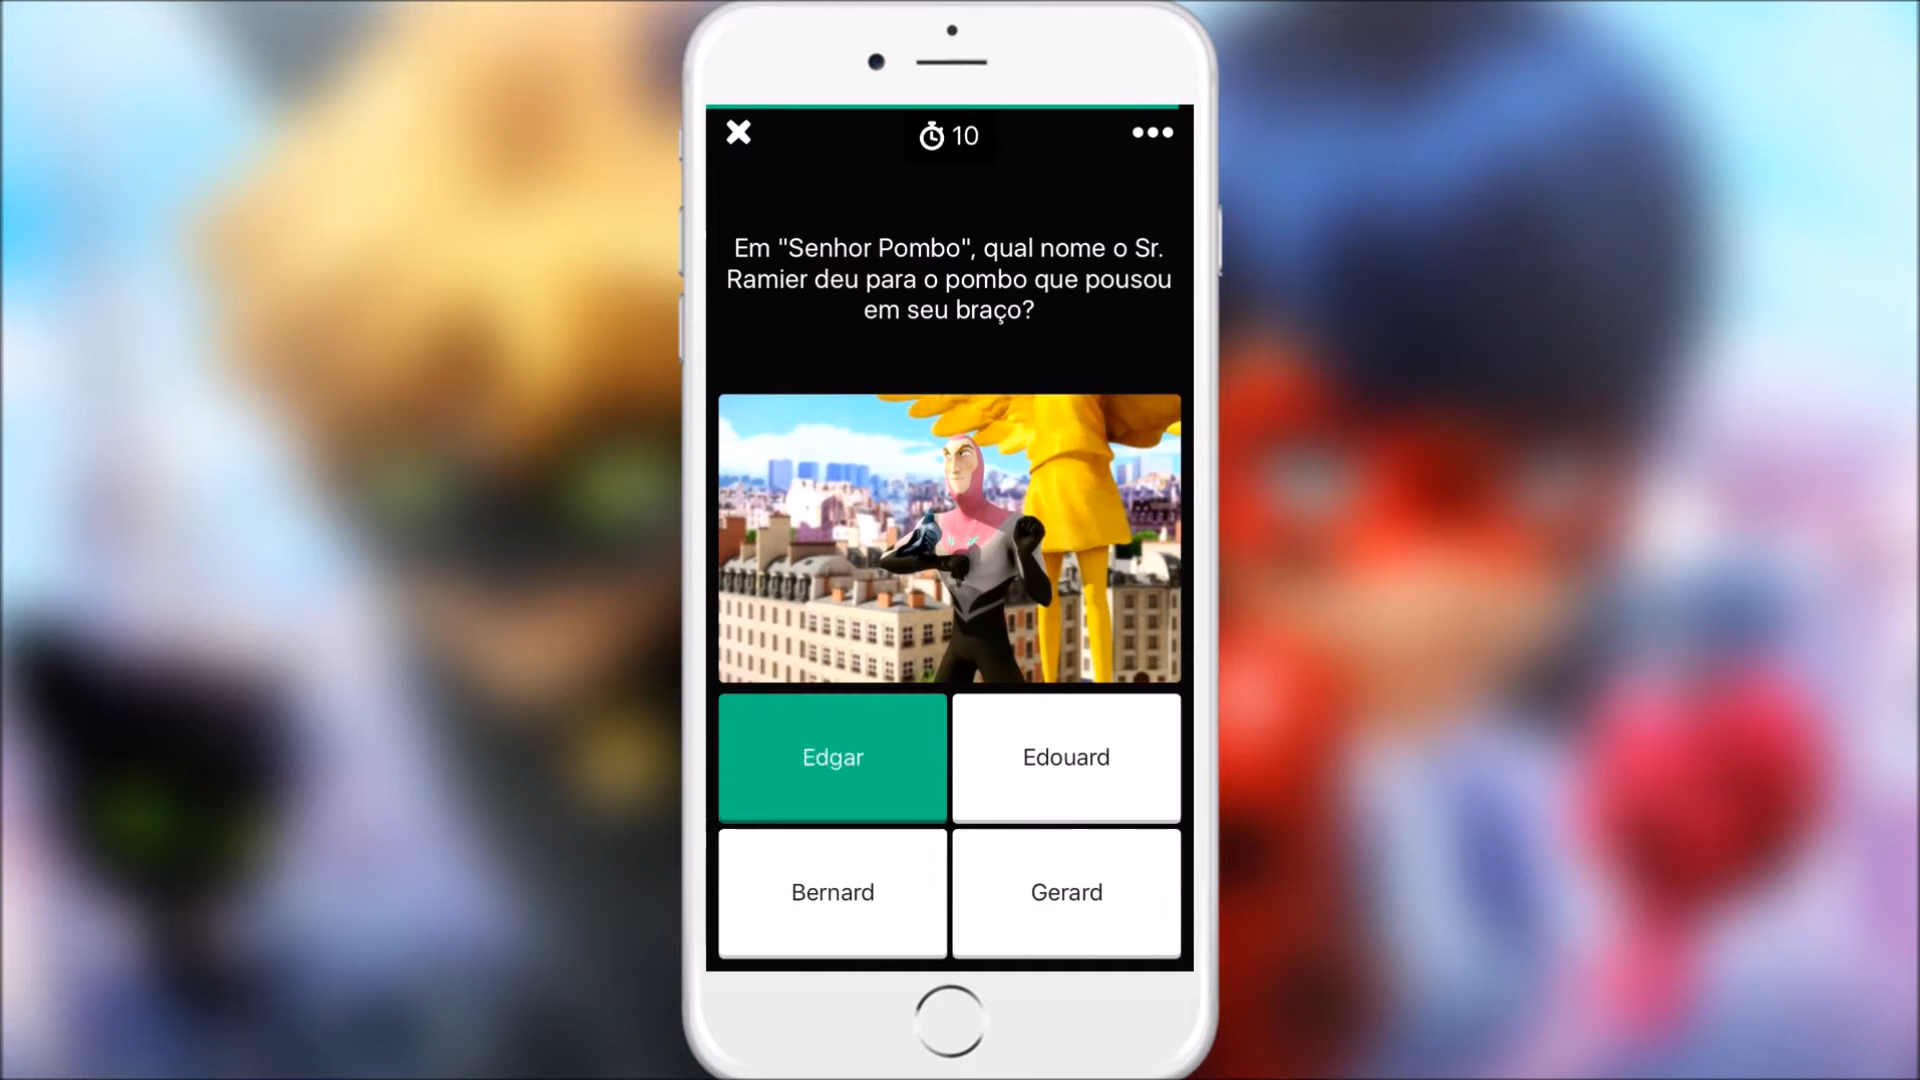 10
Em "Senhor Pombo", qual nome o Sr.
Ramier deu para o pombo que pousou
em seu braço?
Edgar
Edouard
Bernard
Gerard